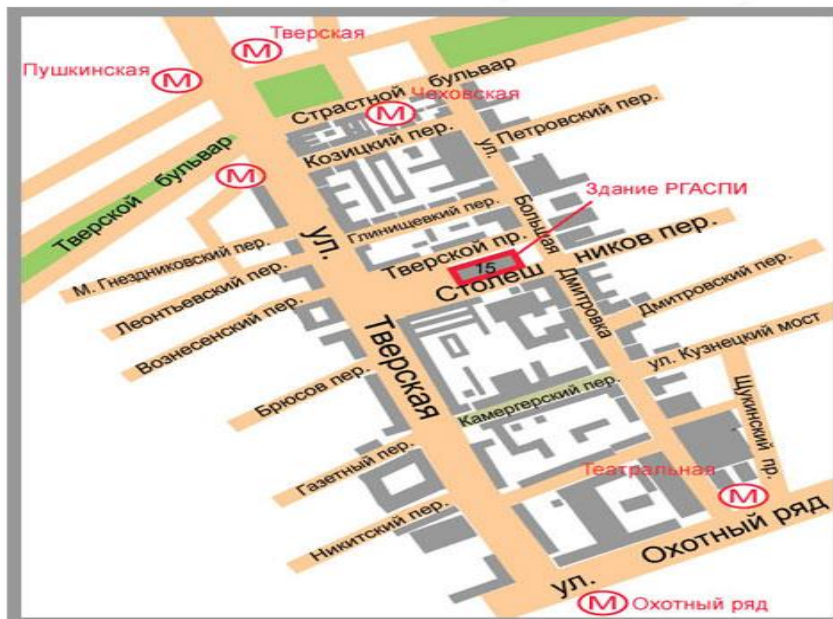 Тверская
М
Пушкинская
М
Страстной бульвар
Чеховская
М
Козицкий пер.
ул.
Петровский пер.
Тверской бульвар
М
ул.
Глинищевкий пер.
Большая
Здание РГАСПИ
М. Гнездниковский пер.
Тверской пр.
15
Столеш
ников пер.
Леонтьевский пер.
Дмитровка
Дмитровский пер.
Вознесенский пер.
Тверская
ул. Кузнецкий мост
Брюсов пер.
Камергерский пер.
Щукинский пр.
Газетный пер.
Театральная
М
Никитский пер.
ул.
Охотный ряд
М
Охотный ряд